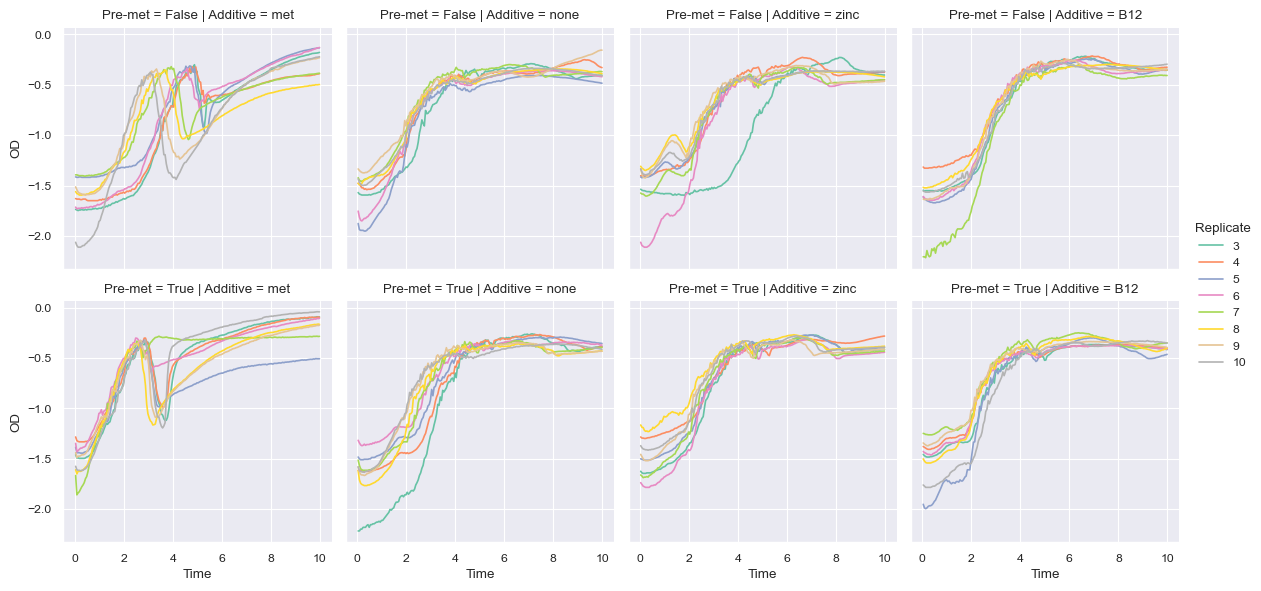 Pre-met = False | Additive = met
Pre-met = False | Additive = none
Pre-met = False | Additive = zinc
Pre-met = False | Additive = B12
0.0
−0.5
−1.0
−1.5
−2.0
OD
Pre-met = True | Additive = met
Pre-met = True | Additive = none
Pre-met = True | Additive = zinc
Pre-met = True | Additive = B12
0.0
−0.5
−1.0
−1.5
−2.0
OD
0 2 4 6 8 10
0 2 4 6 8 10
0 2 4 6 8 10
0 2 4 6 8 10
Time
Time
Time
Time
Replicate
3
4
5
6
7
8
9
10